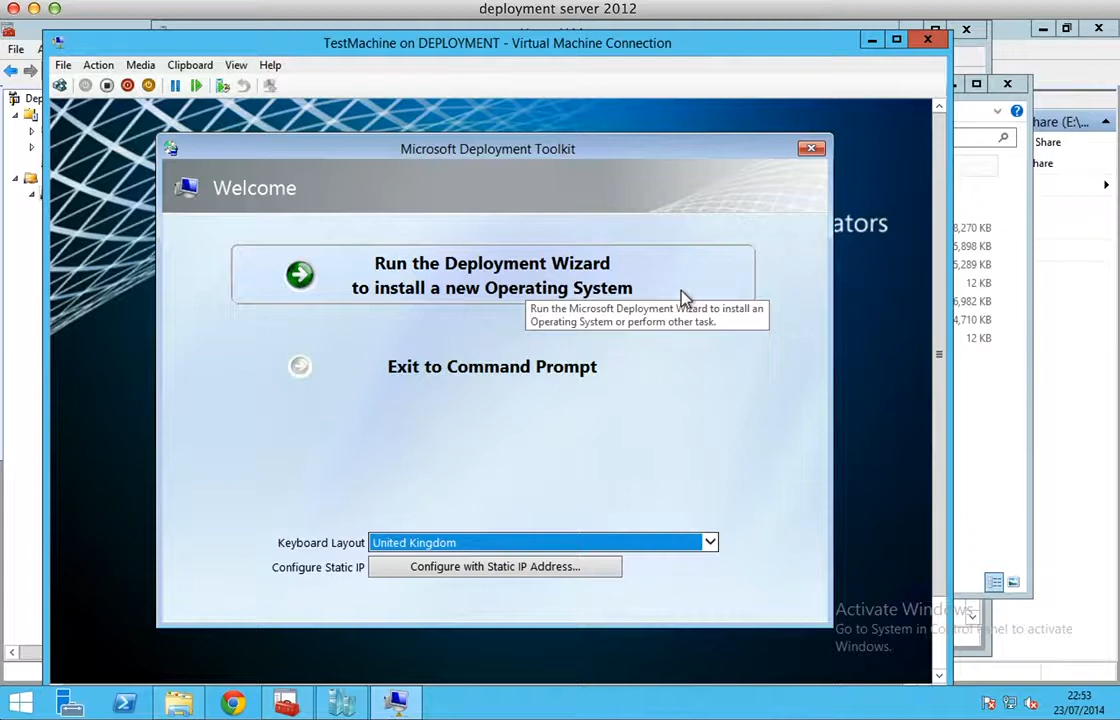 deployment server 2012
TestMachine on DEPLOYMENT - Virtual Machine Connection
File
File Action Media Clipboard View Help
Dep
Microsoft Deployment Toolkit
hare (E:\...
Share
hare
Welcome
ators
Run the Deployment Wizard
to install a new Operating System
Run the Microsoft Deployment Wizard to install an
Operating System or perform other task.
8,270 KB
5,898 KB
5,289 KB
12 KB
6,982 KB
4,710 KB
12 KB
Exit to Command Prompt
Keyboard Layout United Kingdom
Configure Static IP Configure with Static IP Address...
Activate Windows
Go to System in Control Panel to activate
Windows.
22:53
23/07/2014